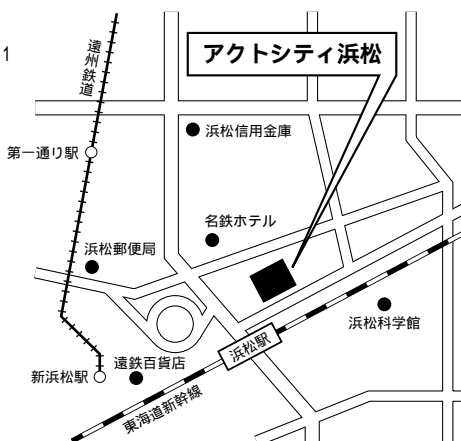 1
遠州鉄道
アクトシティ浜松
浜松信用金庫
第一通り駅
名鉄ホテル
浜松郵便局
浜松科学館
浜松駅
新浜松駅
遠鉄百貨店
東海道新幹線